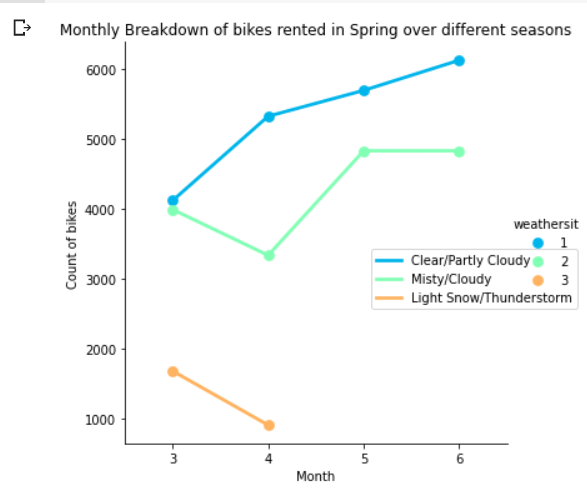 Monthly Breakdown of bikes rented in Spring over different seasons
6000
5000
4000
3000
2000
1000
Count of bikes
3 4 5 6
Month
weathersit
1
2
3
Clear/Partly Cloudy
Misty/Cloudy
Light Snow/Thunderstorm